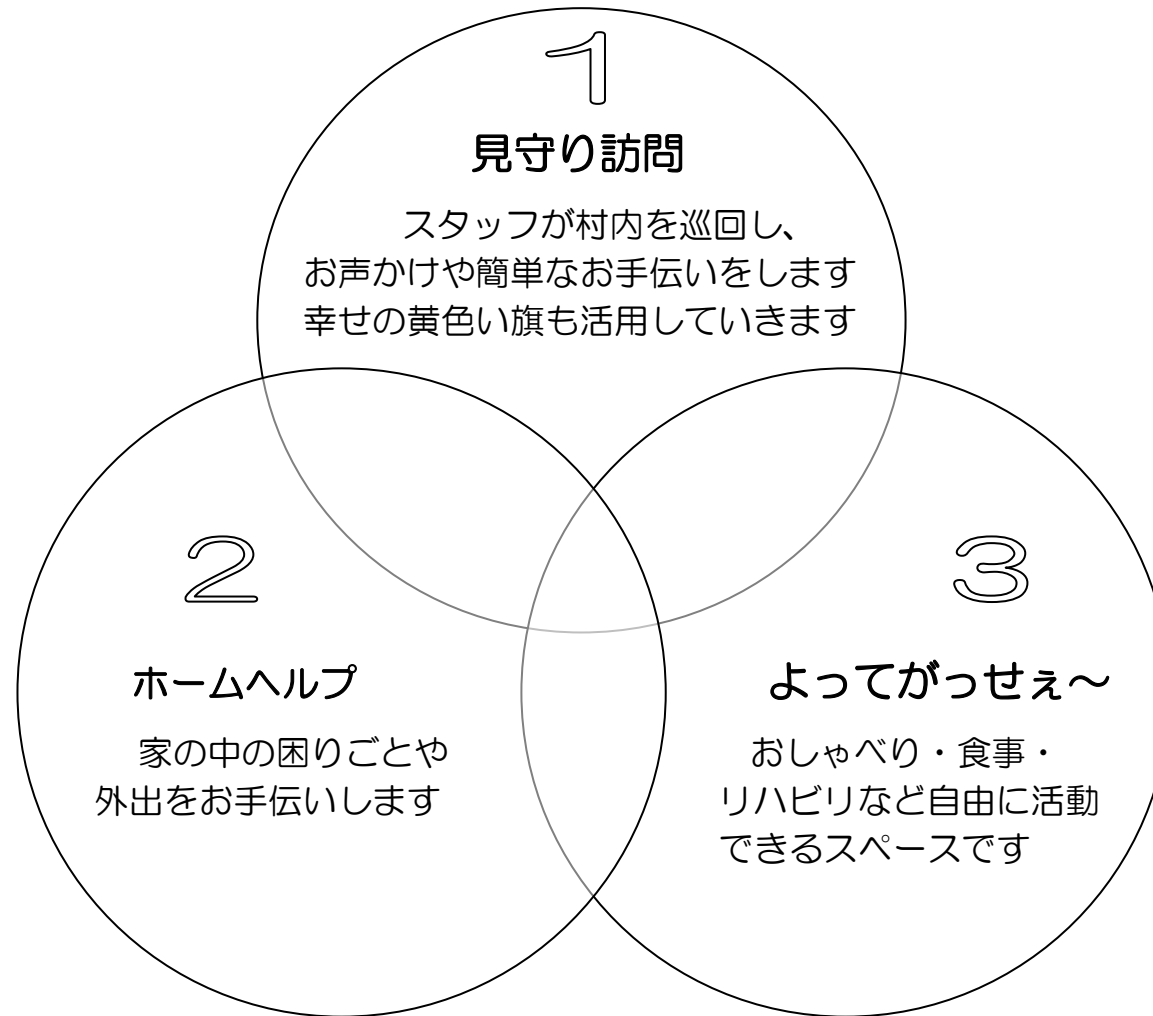 1
見守り訪問
スタッフが村内を巡回し、
お声かけや簡単なお手伝いをします
幸せの黄色い旗も活用していきます
2
ホームヘルプ
家の中の困りごとや
外出をお手伝いします
3
よってがっせぇ～
おしゃべり・食事・
リハビリなど自由に活動
できるスペースです